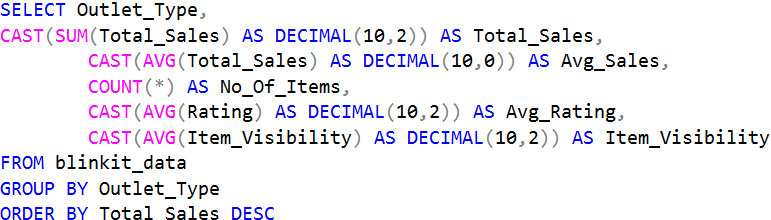 SELECT Outlet_Type,
CAST(SUM(Total_Sales) AS DECIMAL(10,2)) AS Total_Sales,
CAST(AVG(Total_Sales) AS DECIMAL(10,0)) AS Avg_Sales,
COUNT(*) AS No_Of_Items,
CAST(AVG(Rating) AS DECIMAL(10,2)) AS Avg_Rating,
CAST(AVG(Item_Visibility) AS DECIMAL(10,2)) AS Item_Visibility
FROM blinkit_data
GROUP BY Outlet_Type
ORDER BY Total_Sales DESC